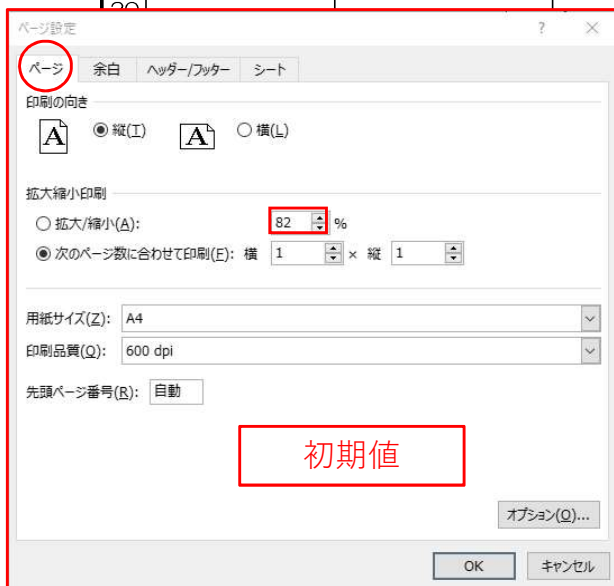 ページ設定 ? ×
ページ 余白 ヘッダー/フッター シート
印刷の向き
A 縦(T) A 横(L)
拡大縮小印刷
拡大/縮小(A): 82 %
次のページ数に合わせて印刷(F): 横 1 × 縦 1
用紙サイズ(Z): A4
印刷品質(Q): 600 dpi
先頭ページ番号(R): 自動
初期値
オプション(O)...
OK キャンセル